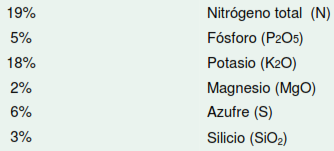 19% Nitrógeno total (N)
5% Fósforo (P2O5)
18% Potasio (K2O)
2% Magnesio (MgO)
6% Azufre (S)
3% Silicio (SiO₂)